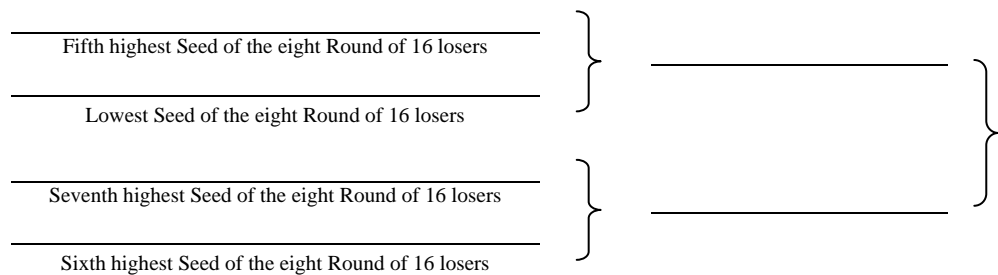 Fifth highest Seed of the eight Round of 16 losers
Lowest Seed of the eight Round of 16 losers
Seventh highest Seed of the eight Round of 16 losers
Sixth highest Seed of the eight Round of 16 losers